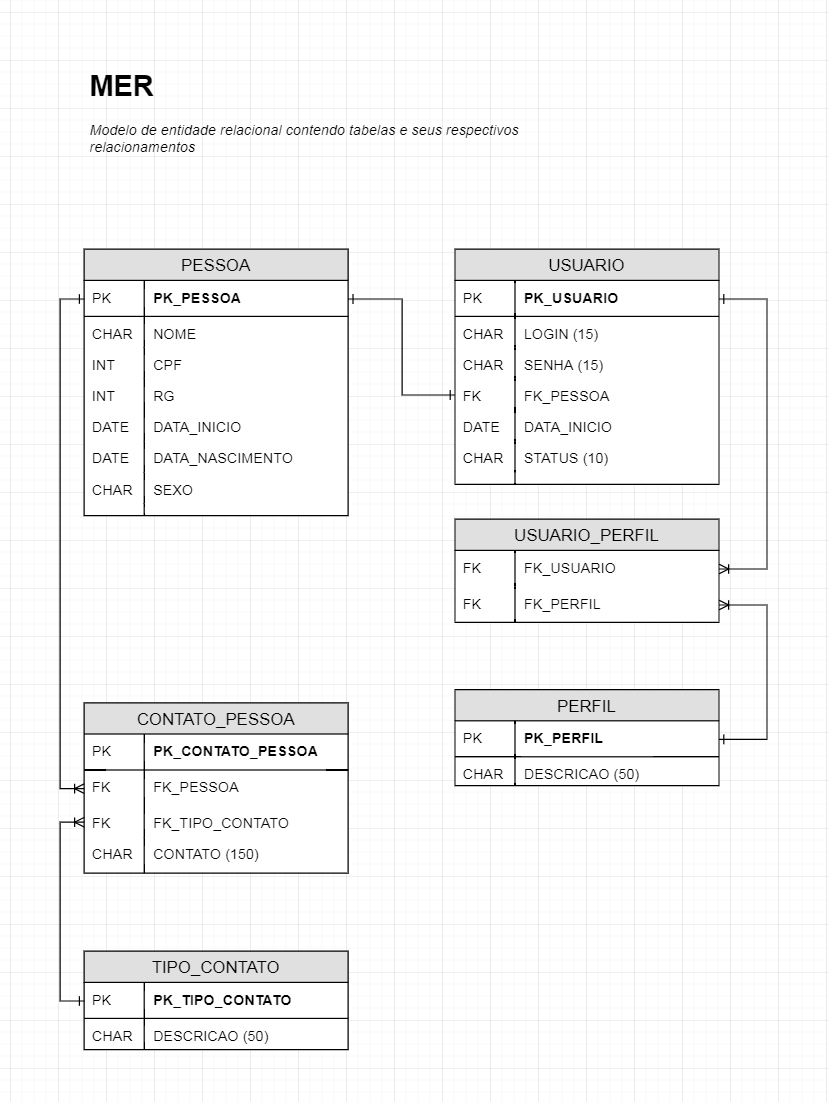 MER
Modelo de entidade relacional contendo tabelas e seus respectivos
relacionamentos
PESSOA
PK PK_PESSOA
CHAR NOME
INT CPF
INT RG
DATE DATA_INICIO
DATE DATA_NASCIMENTO
CHAR SEXO
USUARIO
PK PK_USUARIO
CHAR LOGIN (15)
CHAR SENHA (15)
FK FK_PESSOA
DATE DATA_INICIO
CHAR STATUS (10)
USUARIO_PERFIL
FK FK_USUARIO
FK FK_PERFIL
CONTATO_PESSOA
PK PK_CONTATO_PESSOA
FK FK_PESSOA
FK FK_TIPO_CONTATO
CHAR CONTATO (150)
PERFIL
PK PK_PERFIL
CHAR DESCRICAO (50)
TIPO_CONTATO
PK PK_TIPO_CONTATO
CHAR DESCRICAO (50)